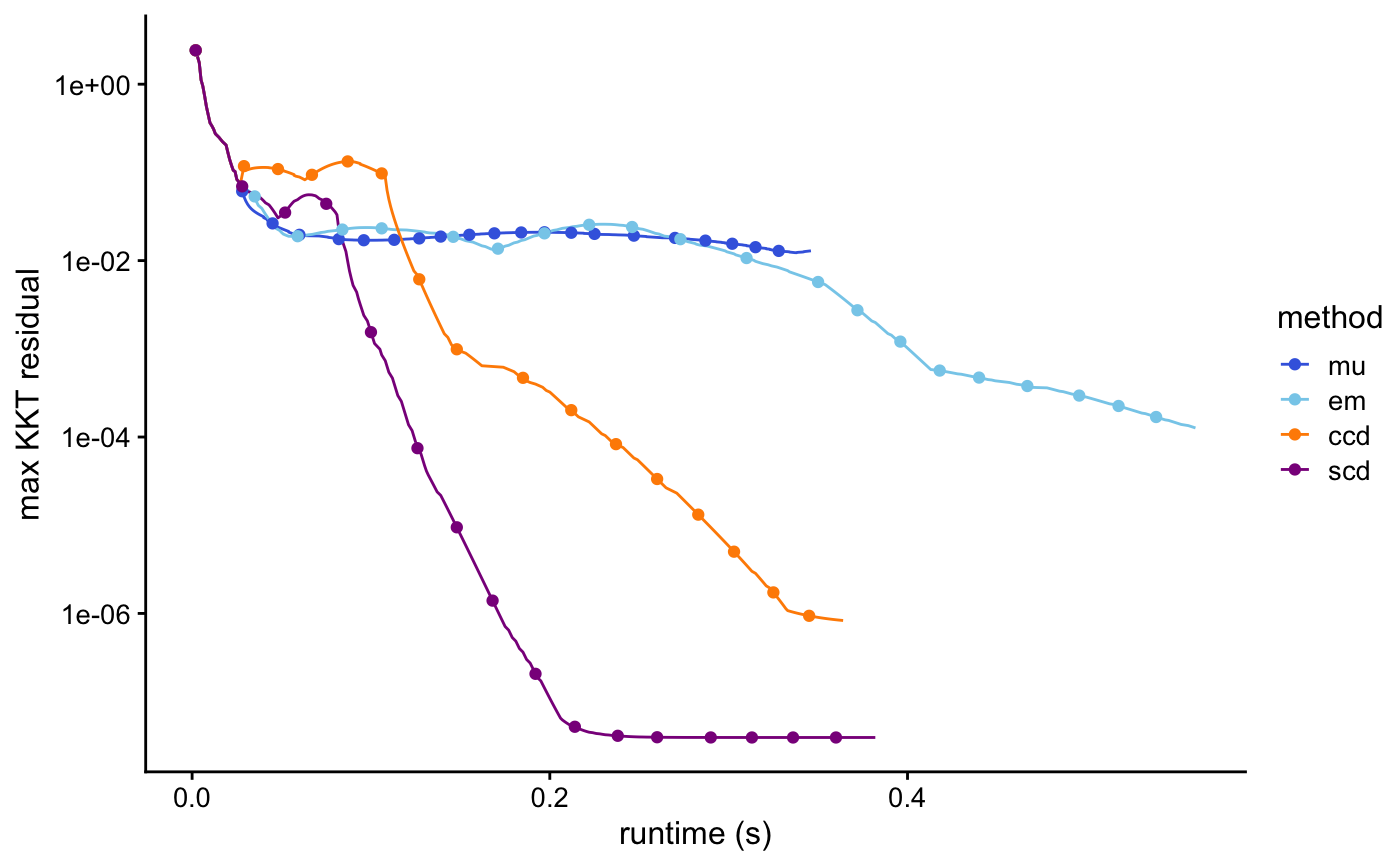 max KKT residual
1e+00
1e-02
1e-04
1e-06
0.0
0.2
0.4
runtime (s)
method
mu
em
ccd
scd